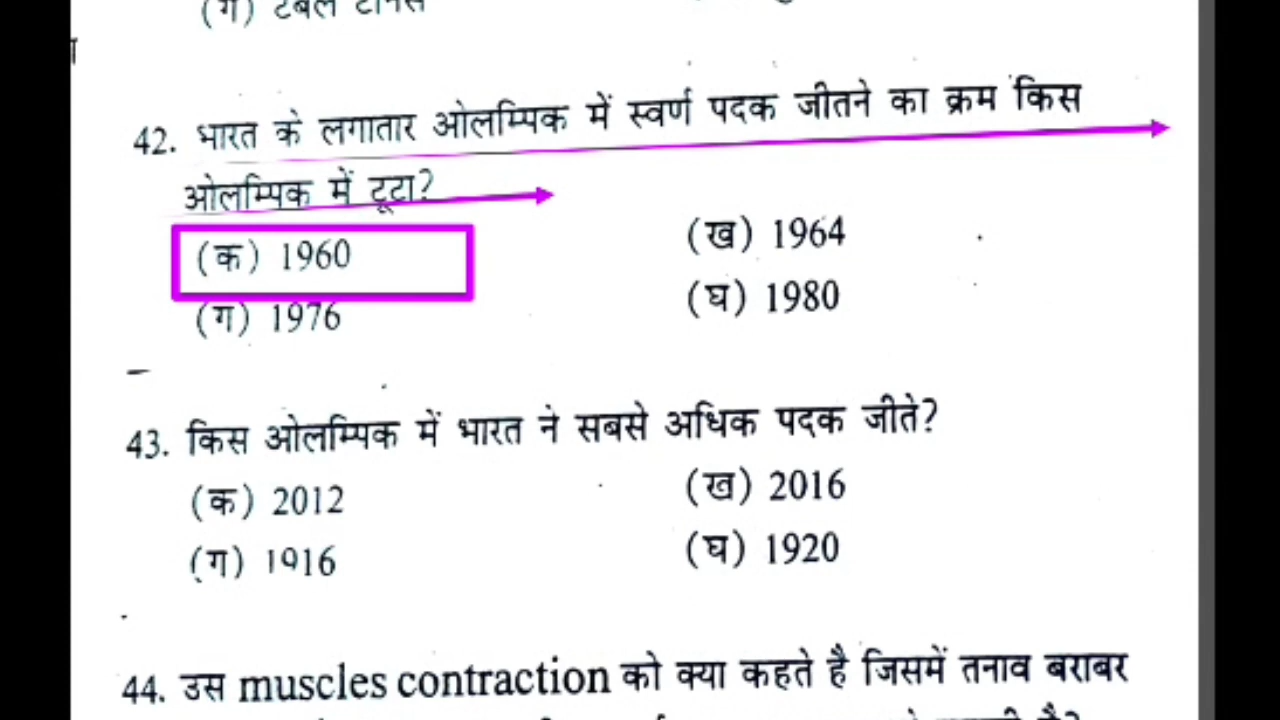 (ग) टेबल टेनिस
42. भारत के लगातार ओलम्पिक में स्वर्ण पदक जीतने का क्रम किस
ओलम्पिक में टूटा?
(क) 1960 (ख) 1964
(ग) 1976 (घ) 1980
43. किस ओलम्पिक में भारत ने सबसे अधिक पदक जीते?
(क) 2012 (ख) 2016
(ग) 1916 (घ) 1920
44. उस muscles contraction को क्या कहते है जिसमें तनाव बराबर